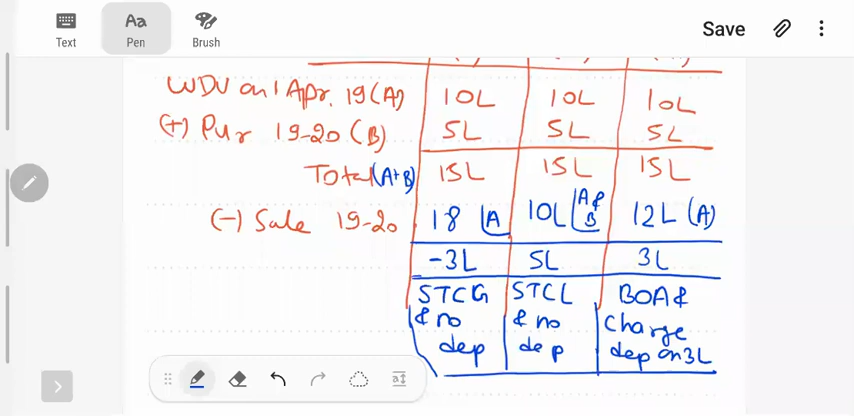 Text
Pen
Brush
Save
WDV on 1 Apr. 19 (A) 10L 10L 10L
(+) Pur 19-20 (B) 5L 5L 5L
Total (A+B) 15L 15L 15L
(-) Sale 19-20 18 (A 10L (A & B 12L (A)
-3L 5L 3L
STCG & no dep
STCL & no dep
BOA & charge dep on 3L